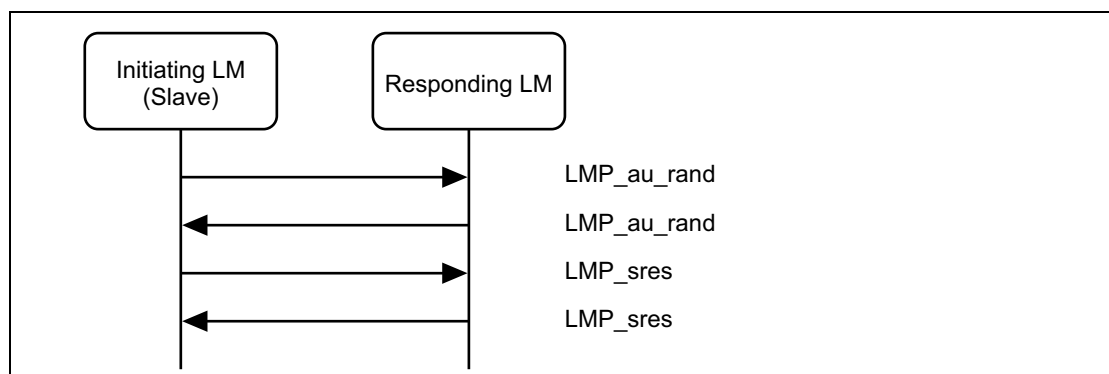 Initiating LM
(Slave)
Responding LM
LMP_au_rand
LMP_au_rand
LMP_sres
LMP_sres